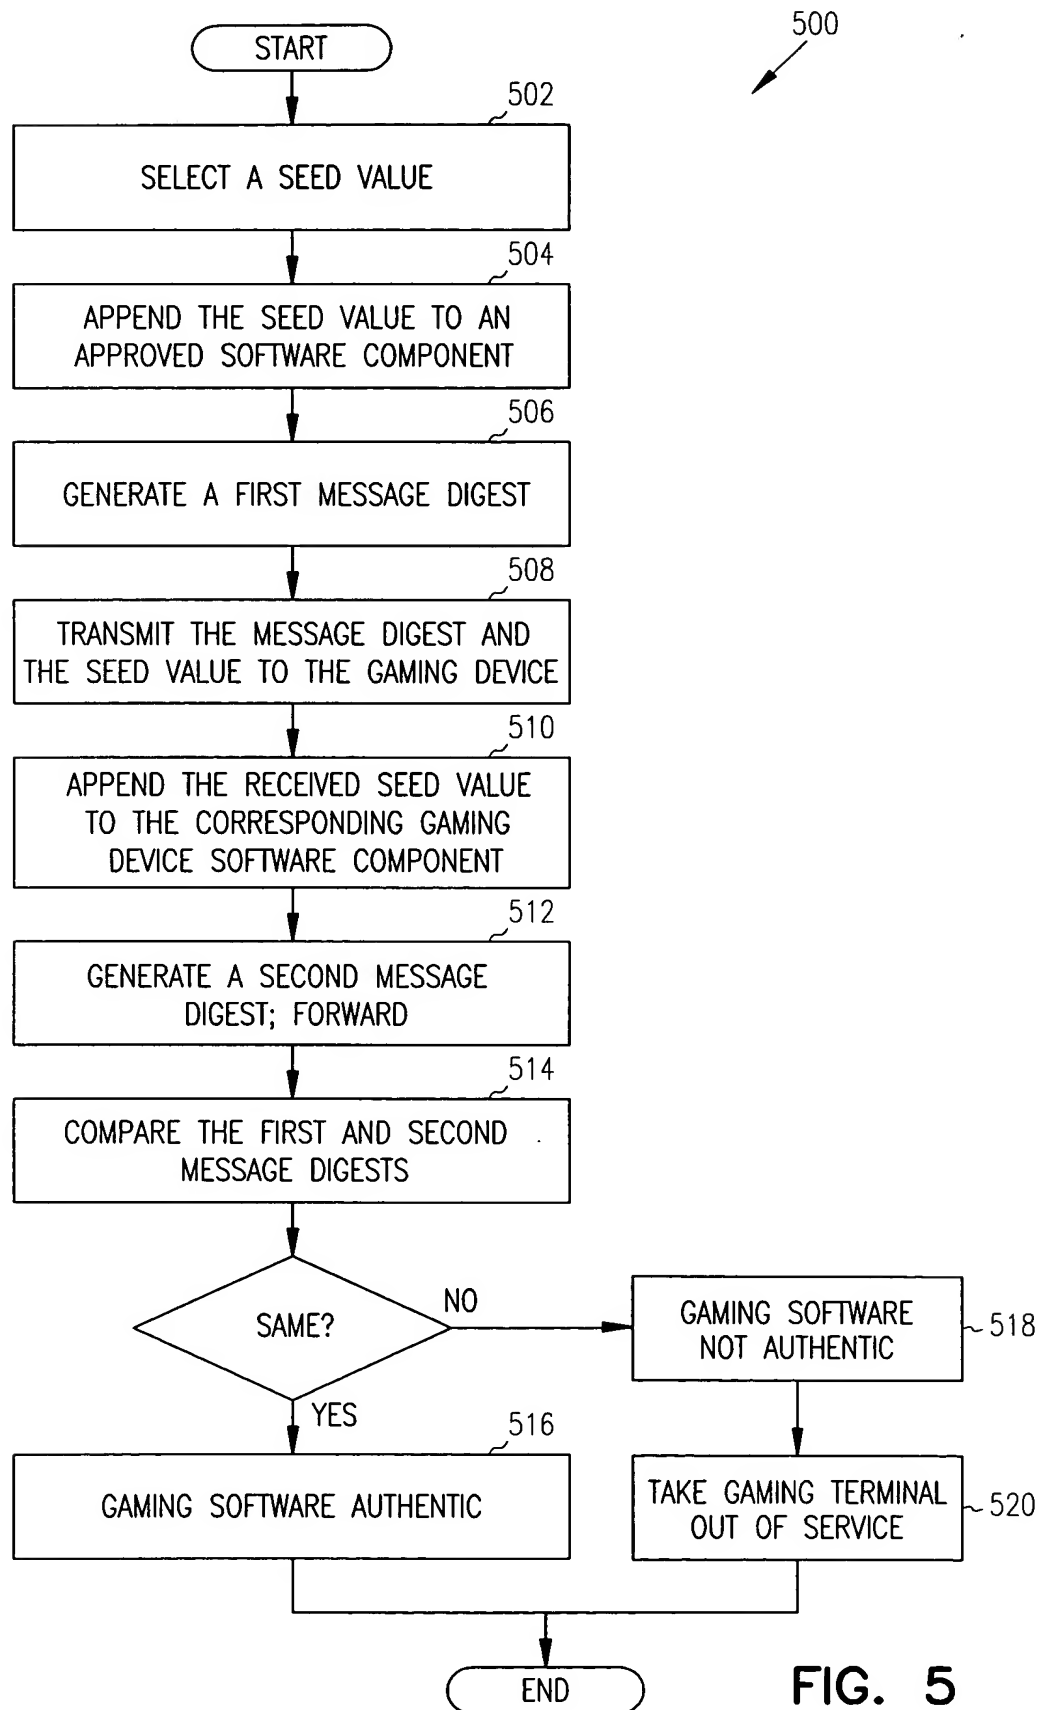 500
START
502
SELECT A SEED VALUE
504
APPEND THE SEED VALUE TO AN
APPROVED SOFTWARE COMPONENT
506
GENERATE A FIRST MESSAGE DIGEST
508
TRANSMIT THE MESSAGE DIGEST AND
THE SEED VALUE TO THE GAMING DEVICE
510
APPEND THE RECEIVED SEED VALUE
TO THE CORRESPONDING GAMING
DEVICE SOFTWARE COMPONENT
512
GENERATE A SECOND MESSAGE
DIGEST; FORWARD
514
COMPARE THE FIRST AND SECOND
MESSAGE DIGESTS
SAME?
NO
GAMING SOFTWARE
NOT AUTHENTIC
518
YES
516
GAMING SOFTWARE AUTHENTIC
TAKE GAMING TERMINAL
OUT OF SERVICE
520
END
FIG. 5